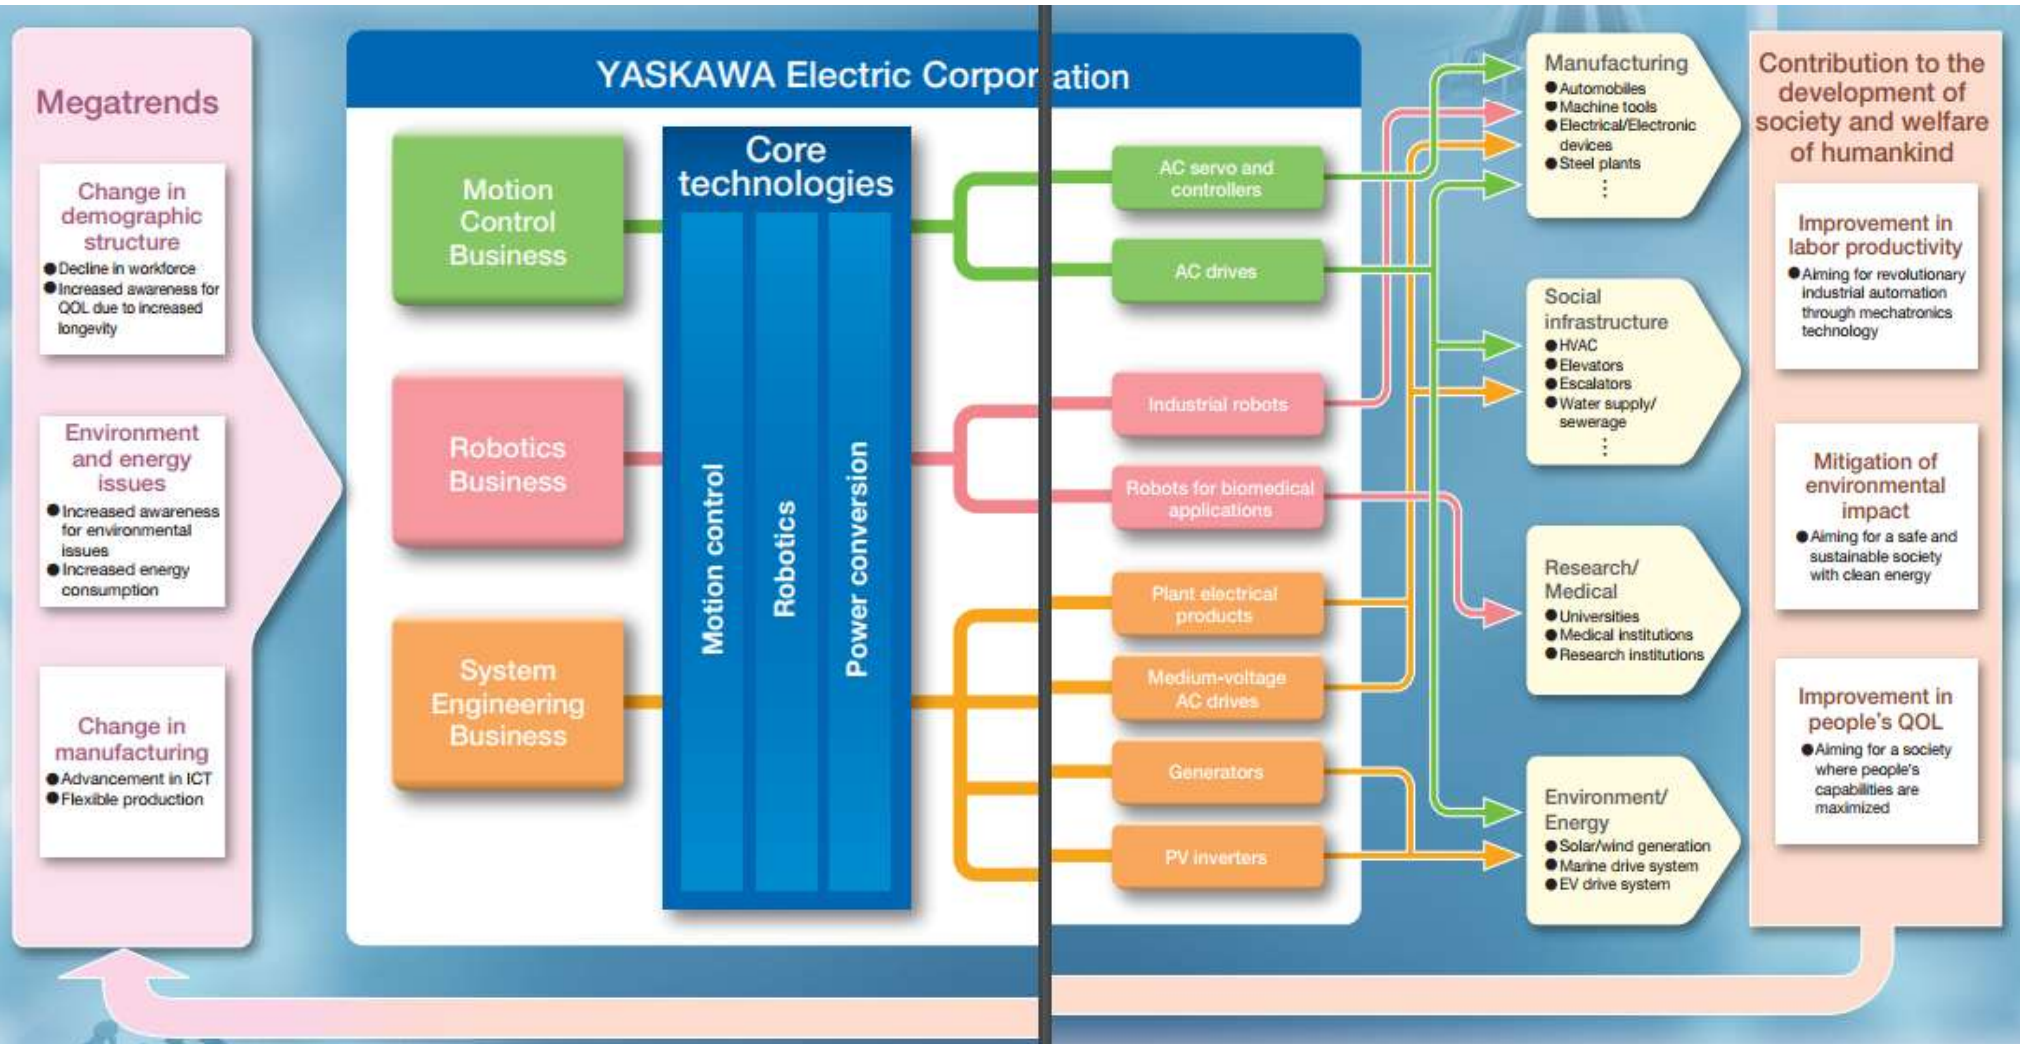 Megatrends
Change in
demographic
structure
●Decline in workforce
●Increased awareness for
QOL due to increased
longevity
Environment
and energy
issues
●Increased awareness
for environmental
issues
●Increased energy
consumption
Change in
manufacturing
●Advancement in ICT
●Flexible production
YASKAWA Electric Corporation
Motion
Control
Business
Robotics
Business
System
Engineering
Business
Core
technologies
Motion control
Robotics
Power conversion
AC servo and
controllers
AC drives
Industrial robots
Robots for biomedical
applications
Plant electrical
products
Medium-voltage
AC drives
Generators
PV inverters
Manufacturing
●Automobiles
●Machine tools
●Electrical/Electronic
devices
●Steel plants
⋮
Social
infrastructure
●HVAC
●Elevators
●Escalators
●Water supply/
sewerage
⋮
Research/
Medical
●Universities
●Medical institutions
●Research institutions
Environment/
Energy
●Solar/wind generation
●Marine drive system
●EV drive system
Contribution to the
development of
society and welfare
of humankind
Improvement in
labor productivity
●Aiming for revolutionary
industrial automation
through mechatronics
technology
Mitigation of
environmental
impact
●Aiming for a safe and
sustainable society
with clean energy
Improvement in
people's QOL
●Aiming for a society
where people's
capabilities are
maximized